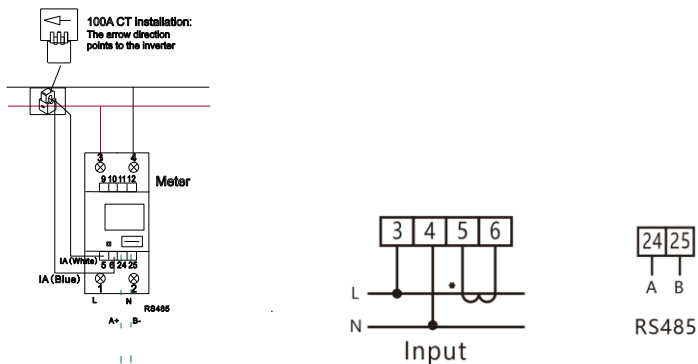 100A CT installation:
The arrow direction
points to the inverter
3 4
9 10 11 12
Meter
IA (White)
5 6 24 25
IA (Blue)
1 2
L N
RS485
A+ B-
3 4 5 6
*
L
N
Input
24 25
A B
RS485